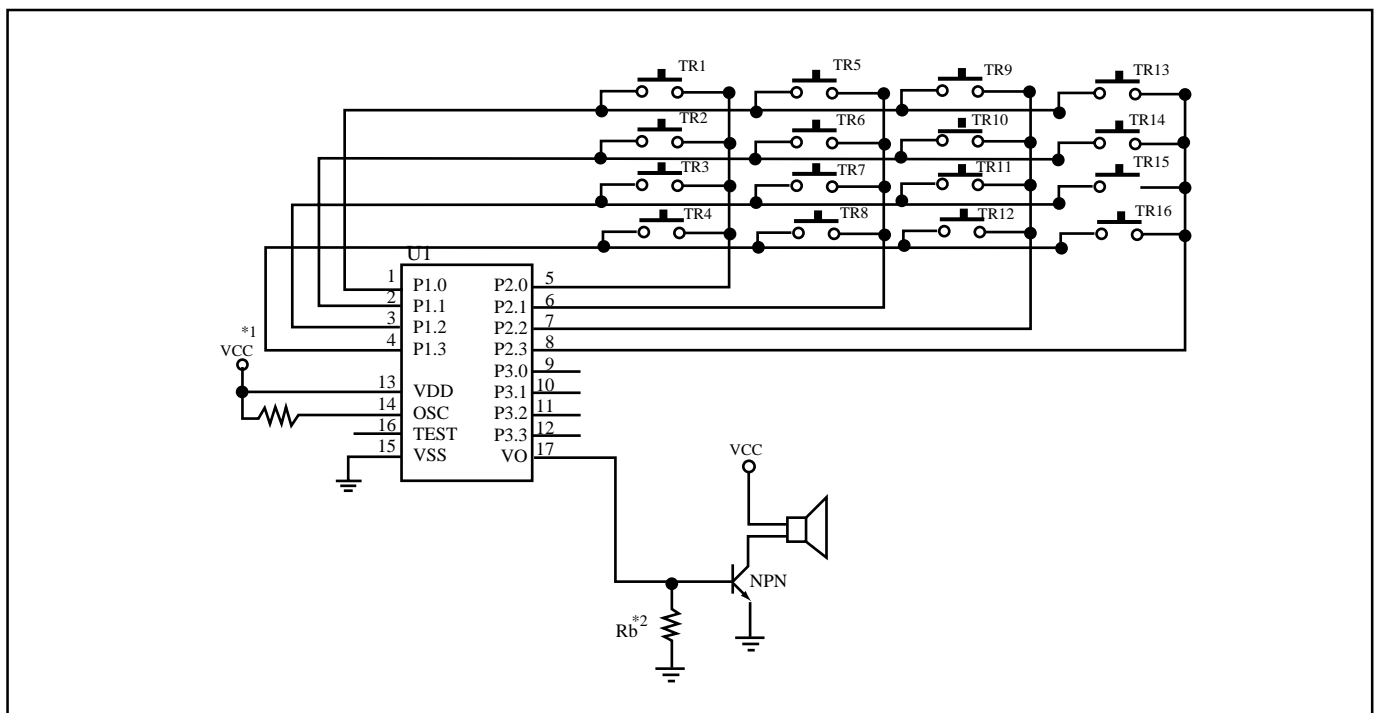 TR1 TR5 TR9 TR13
TR2 TR6 TR10 TR14
TR3 TR7 TR11 TR15
TR4 TR8 TR12 TR16
U1
1 P1.0 P2.0 5
2 P1.1 P2.1 6
3 P1.2 P2.2 7
4 P1.3 P2.3 8
*1
VCC
P3.0 9
13 VDD P3.1 10
14 OSC P3.2 11
16 TEST P3.3 12
15 VSS VO 17
VCC
NPN
Rb*2